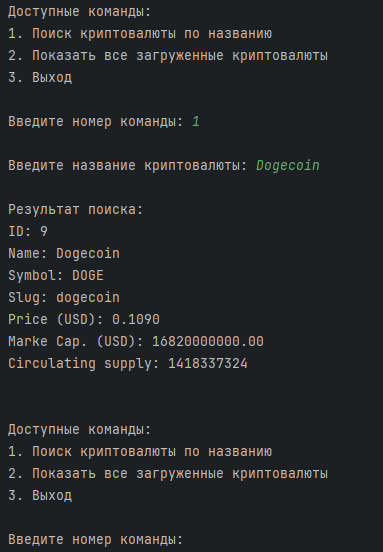 Доступные команды:
1. Поиск криптовалюты по названию
2. Показать все загруженные криптовалюты
3. Выход
Введите номер команды: 1
Введите название криптовалюты: Dogecoin
Результат поиска:
ID: 9
Name: Dogecoin
Symbol: DOGE
Slug: dogecoin
Price (USD): 0.1090
Marke Cap. (USD): 16820000000.00
Circulating supply: 1418337324
Доступные команды:
1. Поиск криптовалюты по названию
2. Показать все загруженные криптовалюты
3. Выход
Введите номер команды: